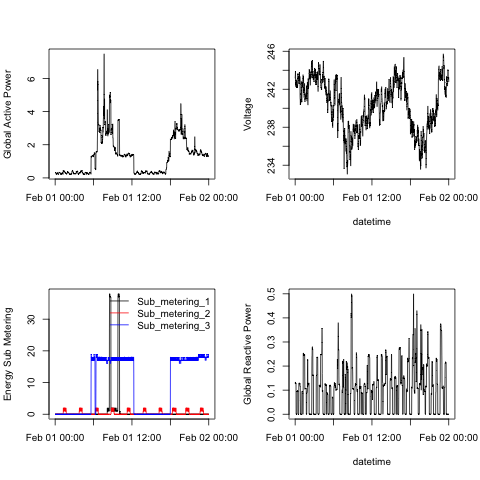 Global Active Power
0
2
4
6
Feb 01 00:00
Feb 01 12:00
Feb 02 00:00
Voltage
234
238
242
246
Feb 01 00:00
Feb 01 12:00
Feb 02 00:00
datetime
Energy Sub Metering
0
10
20
30
Sub_metering_1
Sub_metering_2
Sub_metering_3
Feb 01 00:00
Feb 01 12:00
Feb 02 00:00
Global Reactive Power
0.0
0.1
0.2
0.3
0.4
0.5
Feb 01 00:00
Feb 01 12:00
Feb 02 00:00
datetime